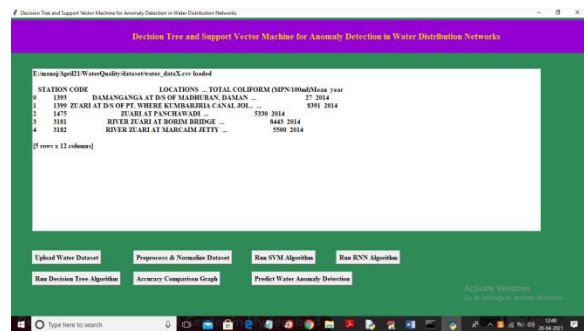 Decision Tree and Support Vector Machine for Anomaly Detection in Water Distribution Networks
Decision Tree and Support Vector Machine for Anomaly Detection in Water Distribution Networks
E:/manoj/April21/WaterQuality/dataset/water_dataX.csv loaded
STATION CODE LOCATIONS ... TOTAL COLIFORM (MPN/100ml)Mean year
0 1393 DAMANGANGA AT D/S OF MADHUBAN, DAMAN ... 27 2014
1 1399 ZUARI AT D/S OF PT. WHERE KUMBARJRIA CANAL JOI... ... 8391 2014
2 1475 ZUARI AT PANCHAWADI ... 5330 2014
3 3181 RIVER ZUARI AT BORIM BRIDGE ... 8443 2014
4 3182 RIVER ZUARI AT MARCAIM JETTY ... 5500 2014
[5 rows x 12 columns]
Upload Water Dataset Preprocess & Normalize Dataset Run SVM Algorithm Run RNN Algorithm
Run Decision Tree Algorithm Accuracy Comparison Graph Predict Water Anomaly Detection
Activate Windows
Go to Settings to activate Windows.
Type here to search
12:49
29-04-2021